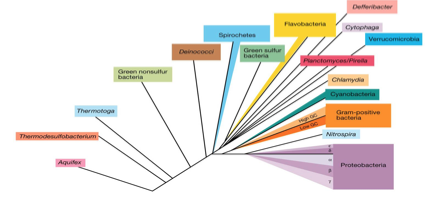 Defferibacter
Flavobacteria
Cytophaga
Spirochetes
Verrucomicrobia
Green sulfur
bacteria
Deinococci
Planctomyces/Pirella
Green nonsulfur
bacteria
Chlamydia
Cyanobacteria
Thermotoga
High GC
Gram-positive
bacteria
Low GC
Thermodesulfobacterium
Nitrospira
Aquifex
Proteobacteria
ε
δ
α
β
γ